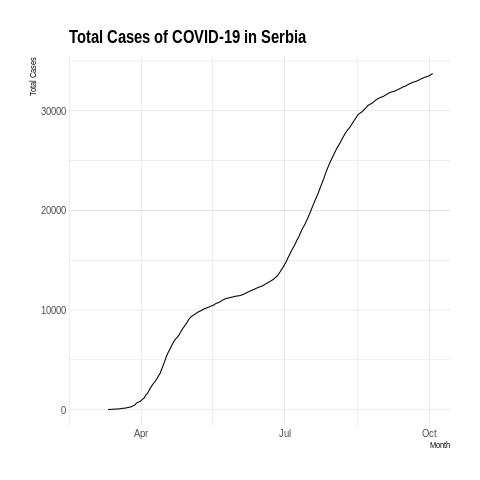 Total Cases of COVID-19 in Serbia
Total Cases
30000
20000
10000
0
Apr
Jul
Oct
Month